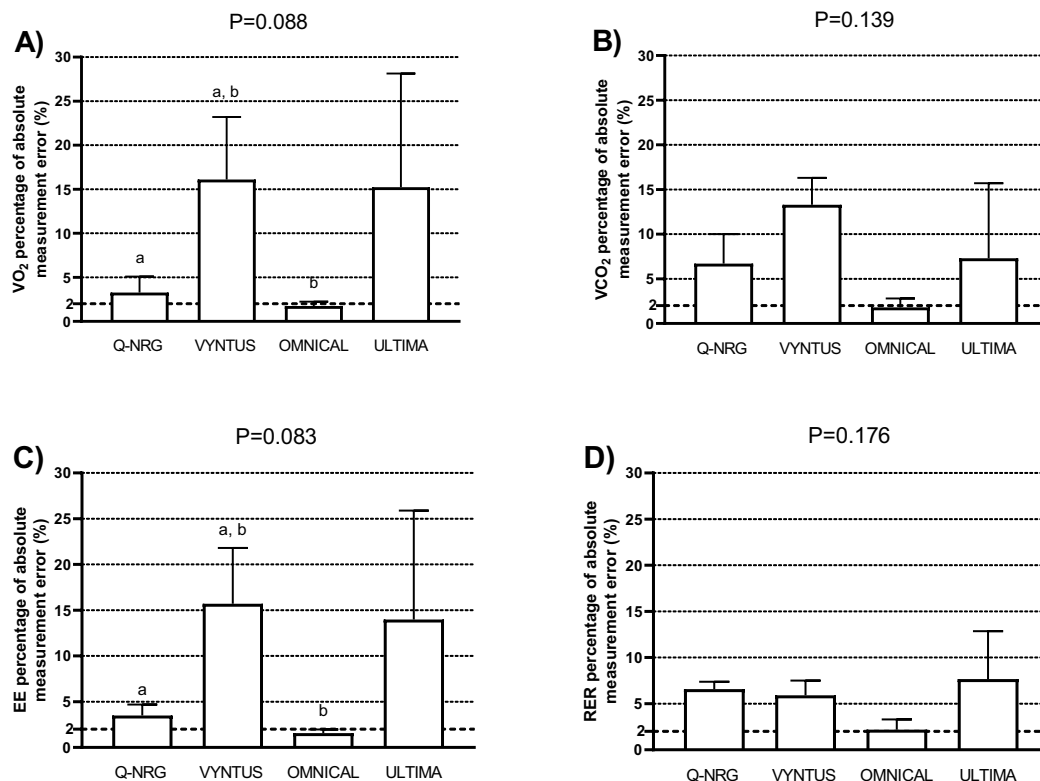 A)
P=0.088
VO₂ percentage of absolute
measurement error (%)
30
25
20
15
10
5
2
0
a
a, b
b
Q-NRG VYNTUS OMNICAL ULTIMA
B)
P=0.139
VCO₂ percentage of absolute
measurement error (%)
30
25
20
15
10
5
2
0
Q-NRG VYNTUS OMNICAL ULTIMA
C)
P=0.083
EE percentage of absolute
measurement error (%)
30
25
20
15
10
5
2
0
a
a, b
b
Q-NRG VYNTUS OMNICAL ULTIMA
D)
P=0.176
RER percentage of absolute
measurement error (%)
30
25
20
15
10
5
2
0
Q-NRG VYNTUS OMNICAL ULTIMA